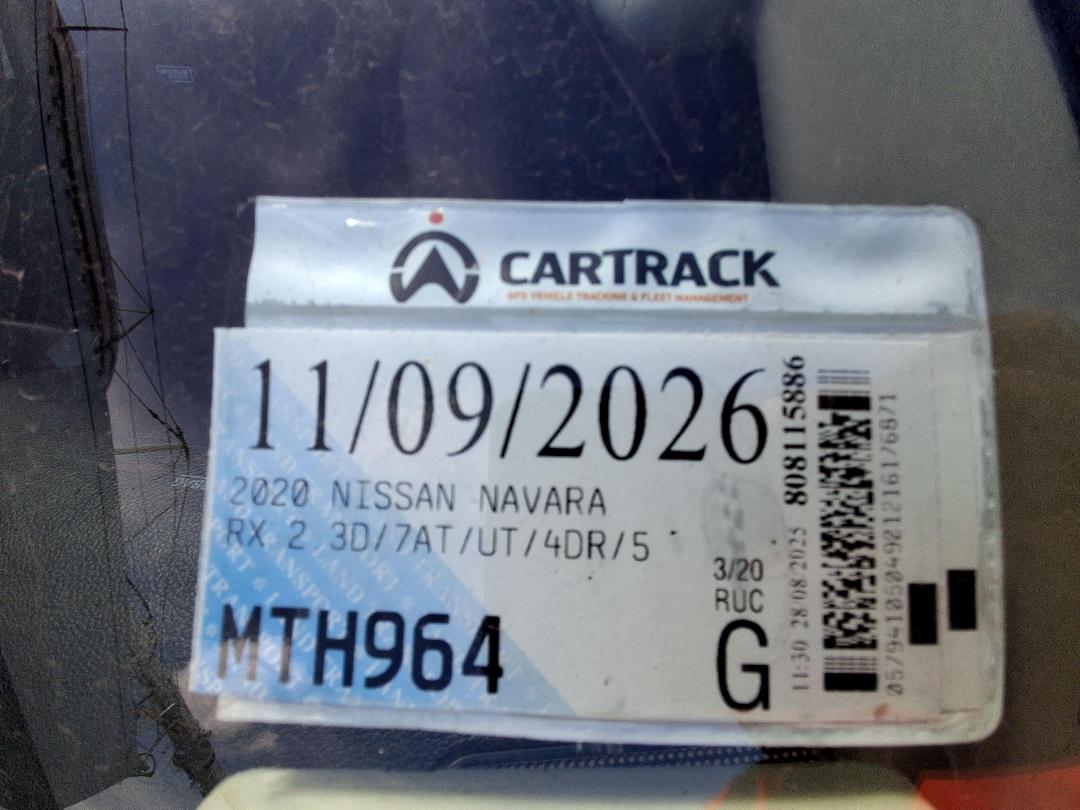 CARTRACK
GPS VEHICLE TRACKING & FLEET MANAGEMENT
11/09/2026
2020 NISSAN NAVARA
RX 2 3D/7AT/UT/4DR/5
MTH964
3/20
RUC
G
11:30 28/08/2025 808115886